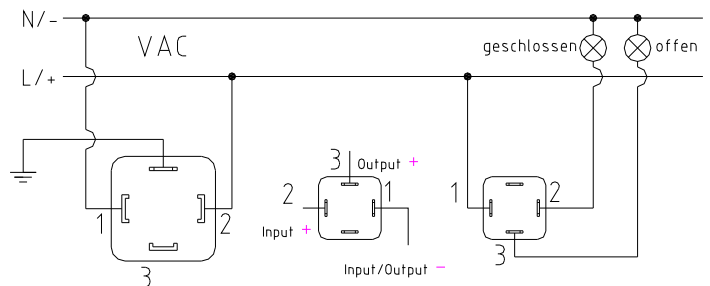 N/-
VAC
geschlossen
offen
L/+
3
Output +
2
1
1
2
1
2
Input +
3
Input/Output -
3